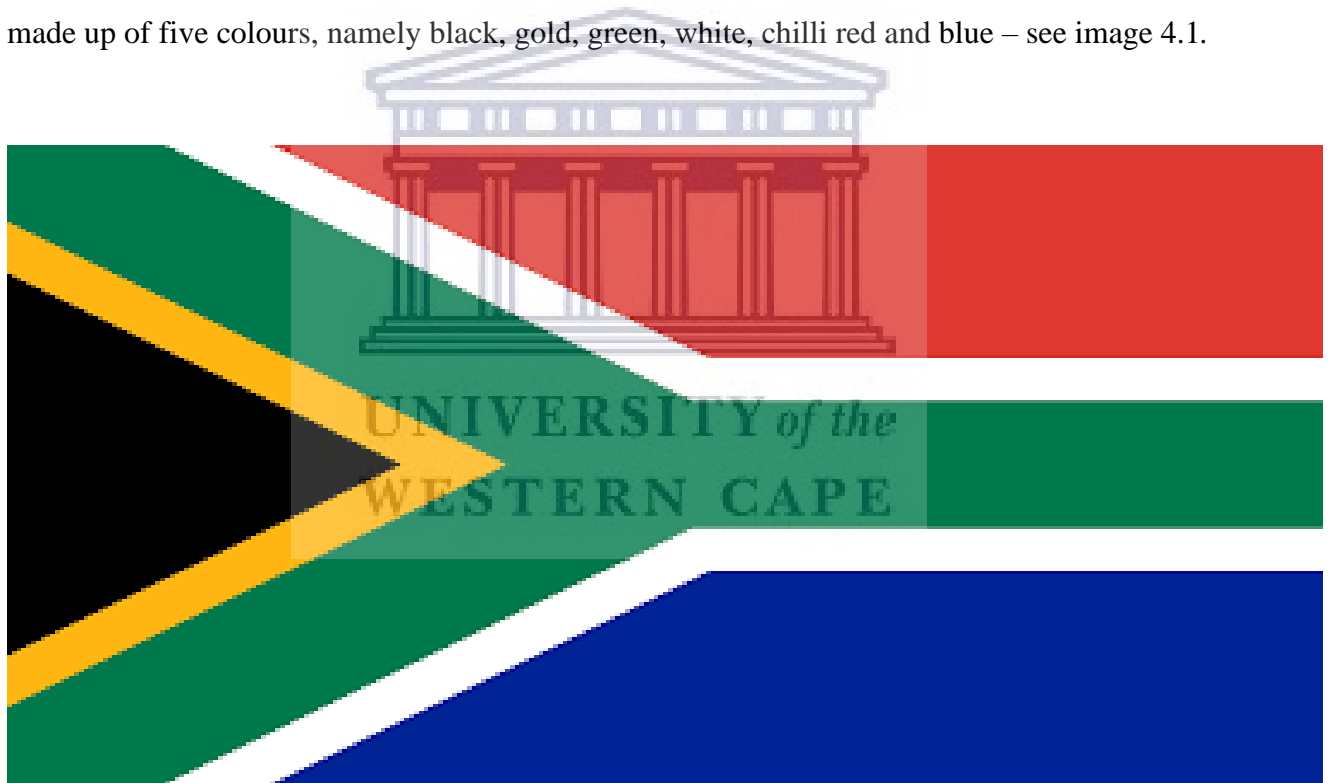 made up of five colours, namely black, gold, green, white, chilli red and blue – see image 4.1.
UNIVERSITY of the
WESTERN CAPE